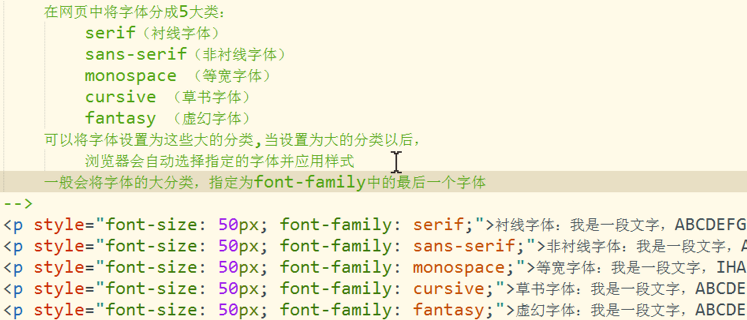 在网页中将字体分成5大类：
serif（衬线字体）
sans-serif（非衬线字体）
monospace （等宽字体）
cursive （草书字体）
fantasy （虚幻字体）
可以将字体设置为这些大的分类,当设置为大的分类以后,
浏览器会自动选择指定的字体并应用样式
一般会将字体的大分类，指定为font-family中的最后一个字体
-->
<p style="font-size: 50px; font-family: serif;">衬线字体：我是一段文字，ABCDEFG
<p style="font-size: 50px; font-family: sans-serif;">非衬线字体：我是一段文字，A
<p style="font-size: 50px; font-family: monospace;">等宽字体：我是一段文字，IHA
<p style="font-size: 50px; font-family: cursive;">草书字体：我是一段文字，ABCDE
<p style="font-size: 50px; font-family: fantasy;">虚幻字体：我是一段文字，ABCDE